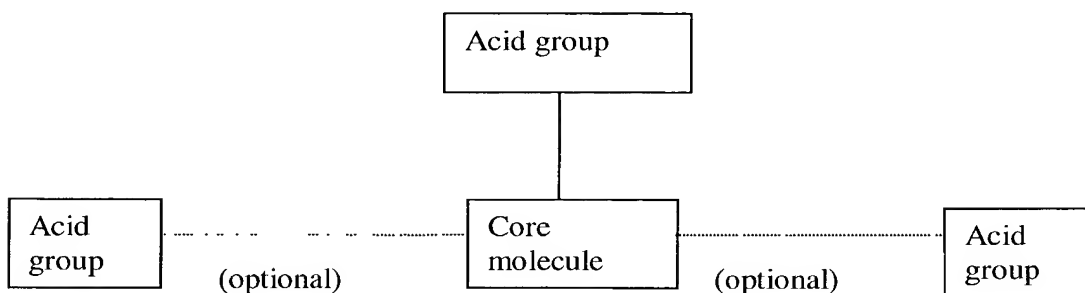 Acid group
Acid
group
(optional)
Core
molecule
(optional)
Acid
group